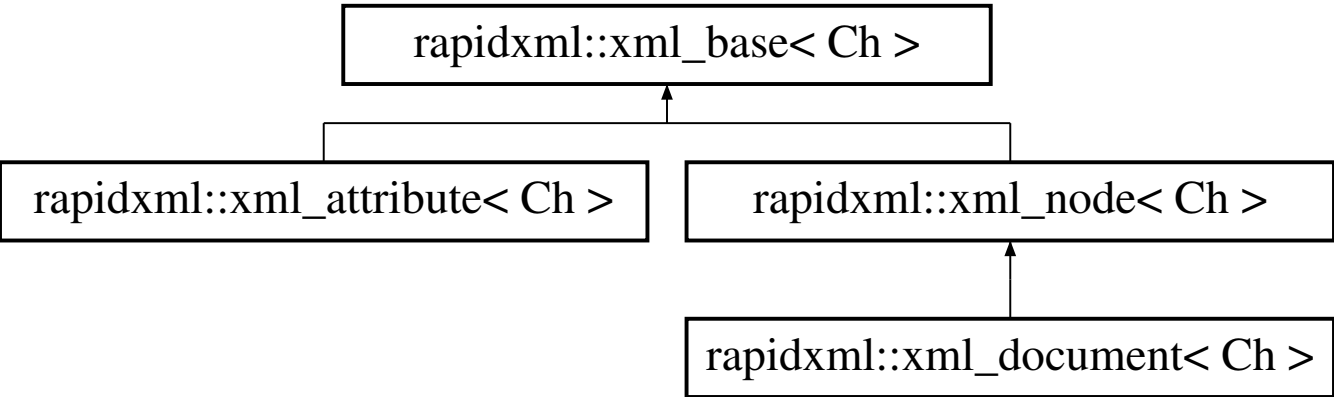 rapidxml::xml_base< Ch >
rapidxml::xml_attribute< Ch >
rapidxml::xml_node< Ch >
rapidxml::xml_document< Ch >